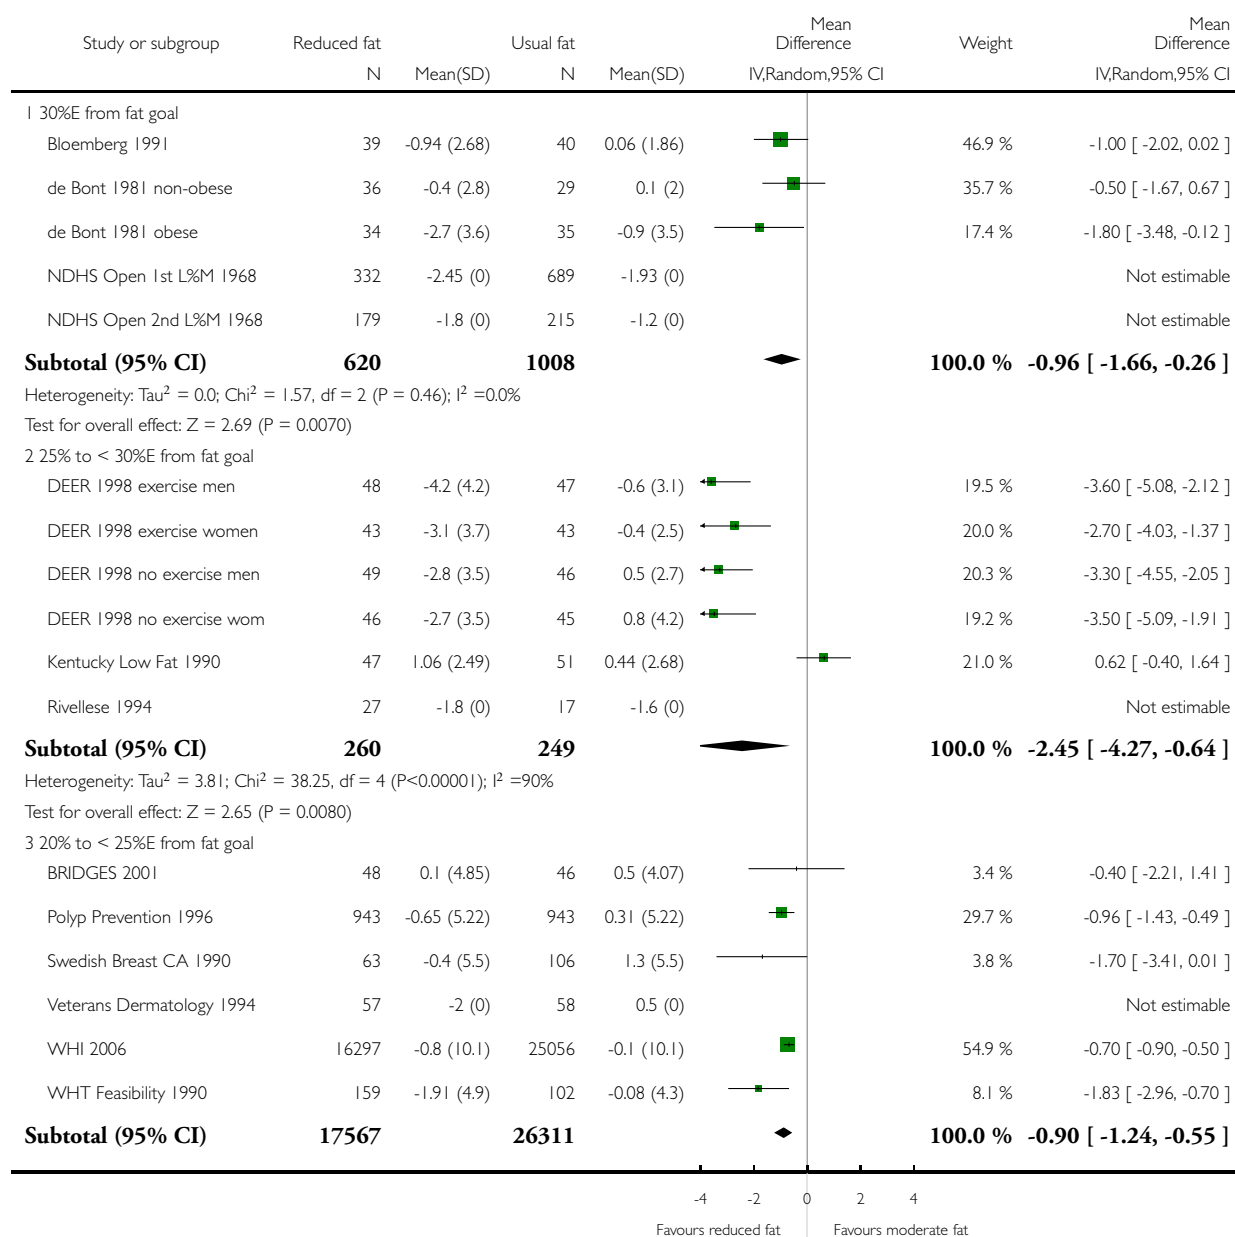 Study or subgroup Reduced fat Usual fat Mean Difference Weight Mean Difference
N Mean(SD) N Mean(SD) IV,Random,95% CI IV,Random,95% CI
1 30%E from fat goal
Bloemberg 1991 39 -0.94 (2.68) 40 0.06 (1.86) 46.9 % -1.00 [ -2.02, 0.02 ]
de Bont 1981 non-obese 36 -0.4 (2.8) 29 0.1 (2) 35.7 % -0.50 [ -1.67, 0.67 ]
de Bont 1981 obese 34 -2.7 (3.6) 35 -0.9 (3.5) 17.4 % -1.80 [ -3.48, -0.12 ]
NDHS Open 1st L%M 1968 332 -2.45 (0) 689 -1.93 (0) Not estimable
NDHS Open 2nd L%M 1968 179 -1.8 (0) 215 -1.2 (0) Not estimable
Subtotal (95% CI) 620 1008 100.0 % -0.96 [ -1.66, -0.26 ]
Heterogeneity: Tau² = 0.0; Chi² = 1.57, df = 2 (P = 0.46); I² =0.0%
Test for overall effect: Z = 2.69 (P = 0.0070)
2 25% to < 30%E from fat goal
DEER 1998 exercise men 48 -4.2 (4.2) 47 -0.6 (3.1) 19.5 % -3.60 [ -5.08, -2.12 ]
DEER 1998 exercise women 43 -3.1 (3.7) 43 -0.4 (2.5) 20.0 % -2.70 [ -4.03, -1.37 ]
DEER 1998 no exercise men 49 -2.8 (3.5) 46 0.5 (2.7) 20.3 % -3.30 [ -4.55, -2.05 ]
DEER 1998 no exercise wom 46 -2.7 (3.5) 45 0.8 (4.2) 19.2 % -3.50 [ -5.09, -1.91 ]
Kentucky Low Fat 1990 47 1.06 (2.49) 51 0.44 (2.68) 21.0 % 0.62 [ -0.40, 1.64 ]
Rivellese 1994 27 -1.8 (0) 17 -1.6 (0) Not estimable
Subtotal (95% CI) 260 249 100.0 % -2.45 [ -4.27, -0.64 ]
Heterogeneity: Tau² = 3.81; Chi² = 38.25, df = 4 (P<0.00001); I² =90%
Test for overall effect: Z = 2.65 (P = 0.0080)
3 20% to < 25%E from fat goal
BRIDGES 2001 48 0.1 (4.85) 46 0.5 (4.07) 3.4 % -0.40 [ -2.21, 1.41 ]
Polyp Prevention 1996 943 -0.65 (5.22) 943 0.31 (5.22) 29.7 % -0.96 [ -1.43, -0.49 ]
Swedish Breast CA 1990 63 -0.4 (5.5) 106 1.3 (5.5) 3.8 % -1.70 [ -3.41, 0.01 ]
Veterans Dermatology 1994 57 -2 (0) 58 0.5 (0) Not estimable
WHI 2006 16297 -0.8 (10.1) 25056 -0.1 (10.1) 54.9 % -0.70 [ -0.90, -0.50 ]
WHT Feasibility 1990 159 -1.91 (4.9) 102 -0.08 (4.3) 8.1 % -1.83 [ -2.96, -0.70 ]
Subtotal (95% CI) 17567 26311 100.0 % -0.90 [ -1.24, -0.55 ]
-4 -2 0 2 4
Favours reduced fat Favours moderate fat